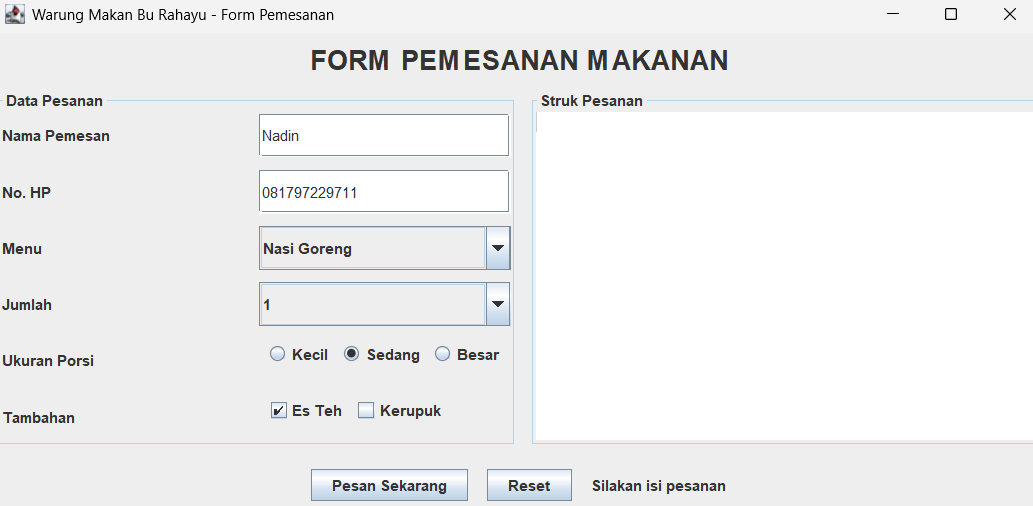 Warung Makan Bu Rahayu - Form Pemesanan
FORM PEMESANAN MAKANAN
Data Pesanan
Nama Pemesan Nadin
No. HP 081797229711
Menu Nasi Goreng
Jumlah 1
Ukuran Porsi Kecil Sedang Besar
Tambahan Es Teh Kerupuk
Struk Pesanan
Pesan Sekarang Reset Silakan isi pesanan